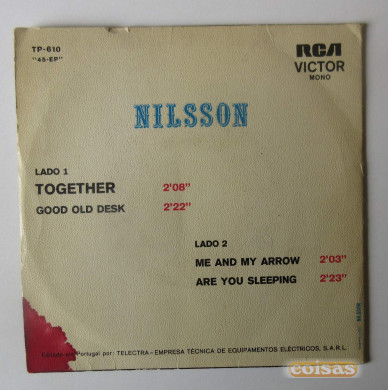 TP-610
"45-EP"
RCA
VICTOR
MONO
NILSSON
LADO 1
TOGETHER 2'08"
GOOD OLD DESK 2'22"
LADO 2
ME AND MY ARROW 2'03"
ARE YOU SLEEPING 2'23"
Editado em Portugal por: TELECTRA-EMPRESA TÉCNICA DE EQUIPAMENTOS ELÉCTRICOS, S.A.R.L.
coisas